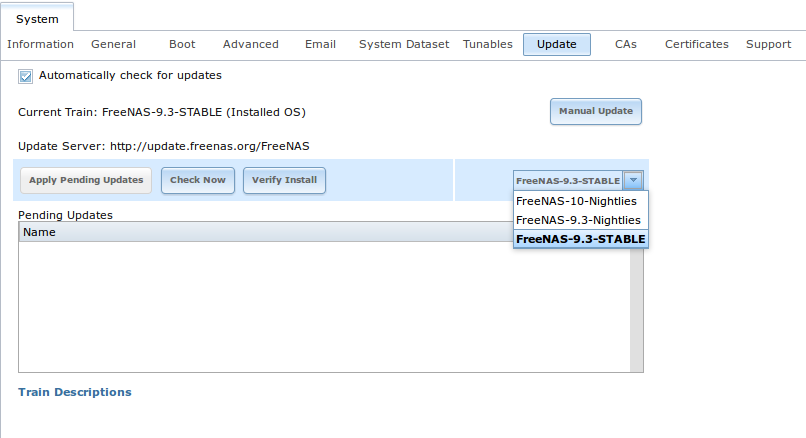 System
Information General Boot Advanced Email System Dataset Tunables Update CAs Certificates Support
Automatically check for updates
Current Train: FreeNAS-9.3-STABLE (Installed OS)
Manual Update
Update Server: http://update.freenas.org/FreeNAS
Apply Pending Updates Check Now Verify Install FreeNAS-9.3-STABLE
FreeNAS-10-Nightlies
FreeNAS-9.3-Nightlies
FreeNAS-9.3-STABLE
Pending Updates
Name
Train Descriptions